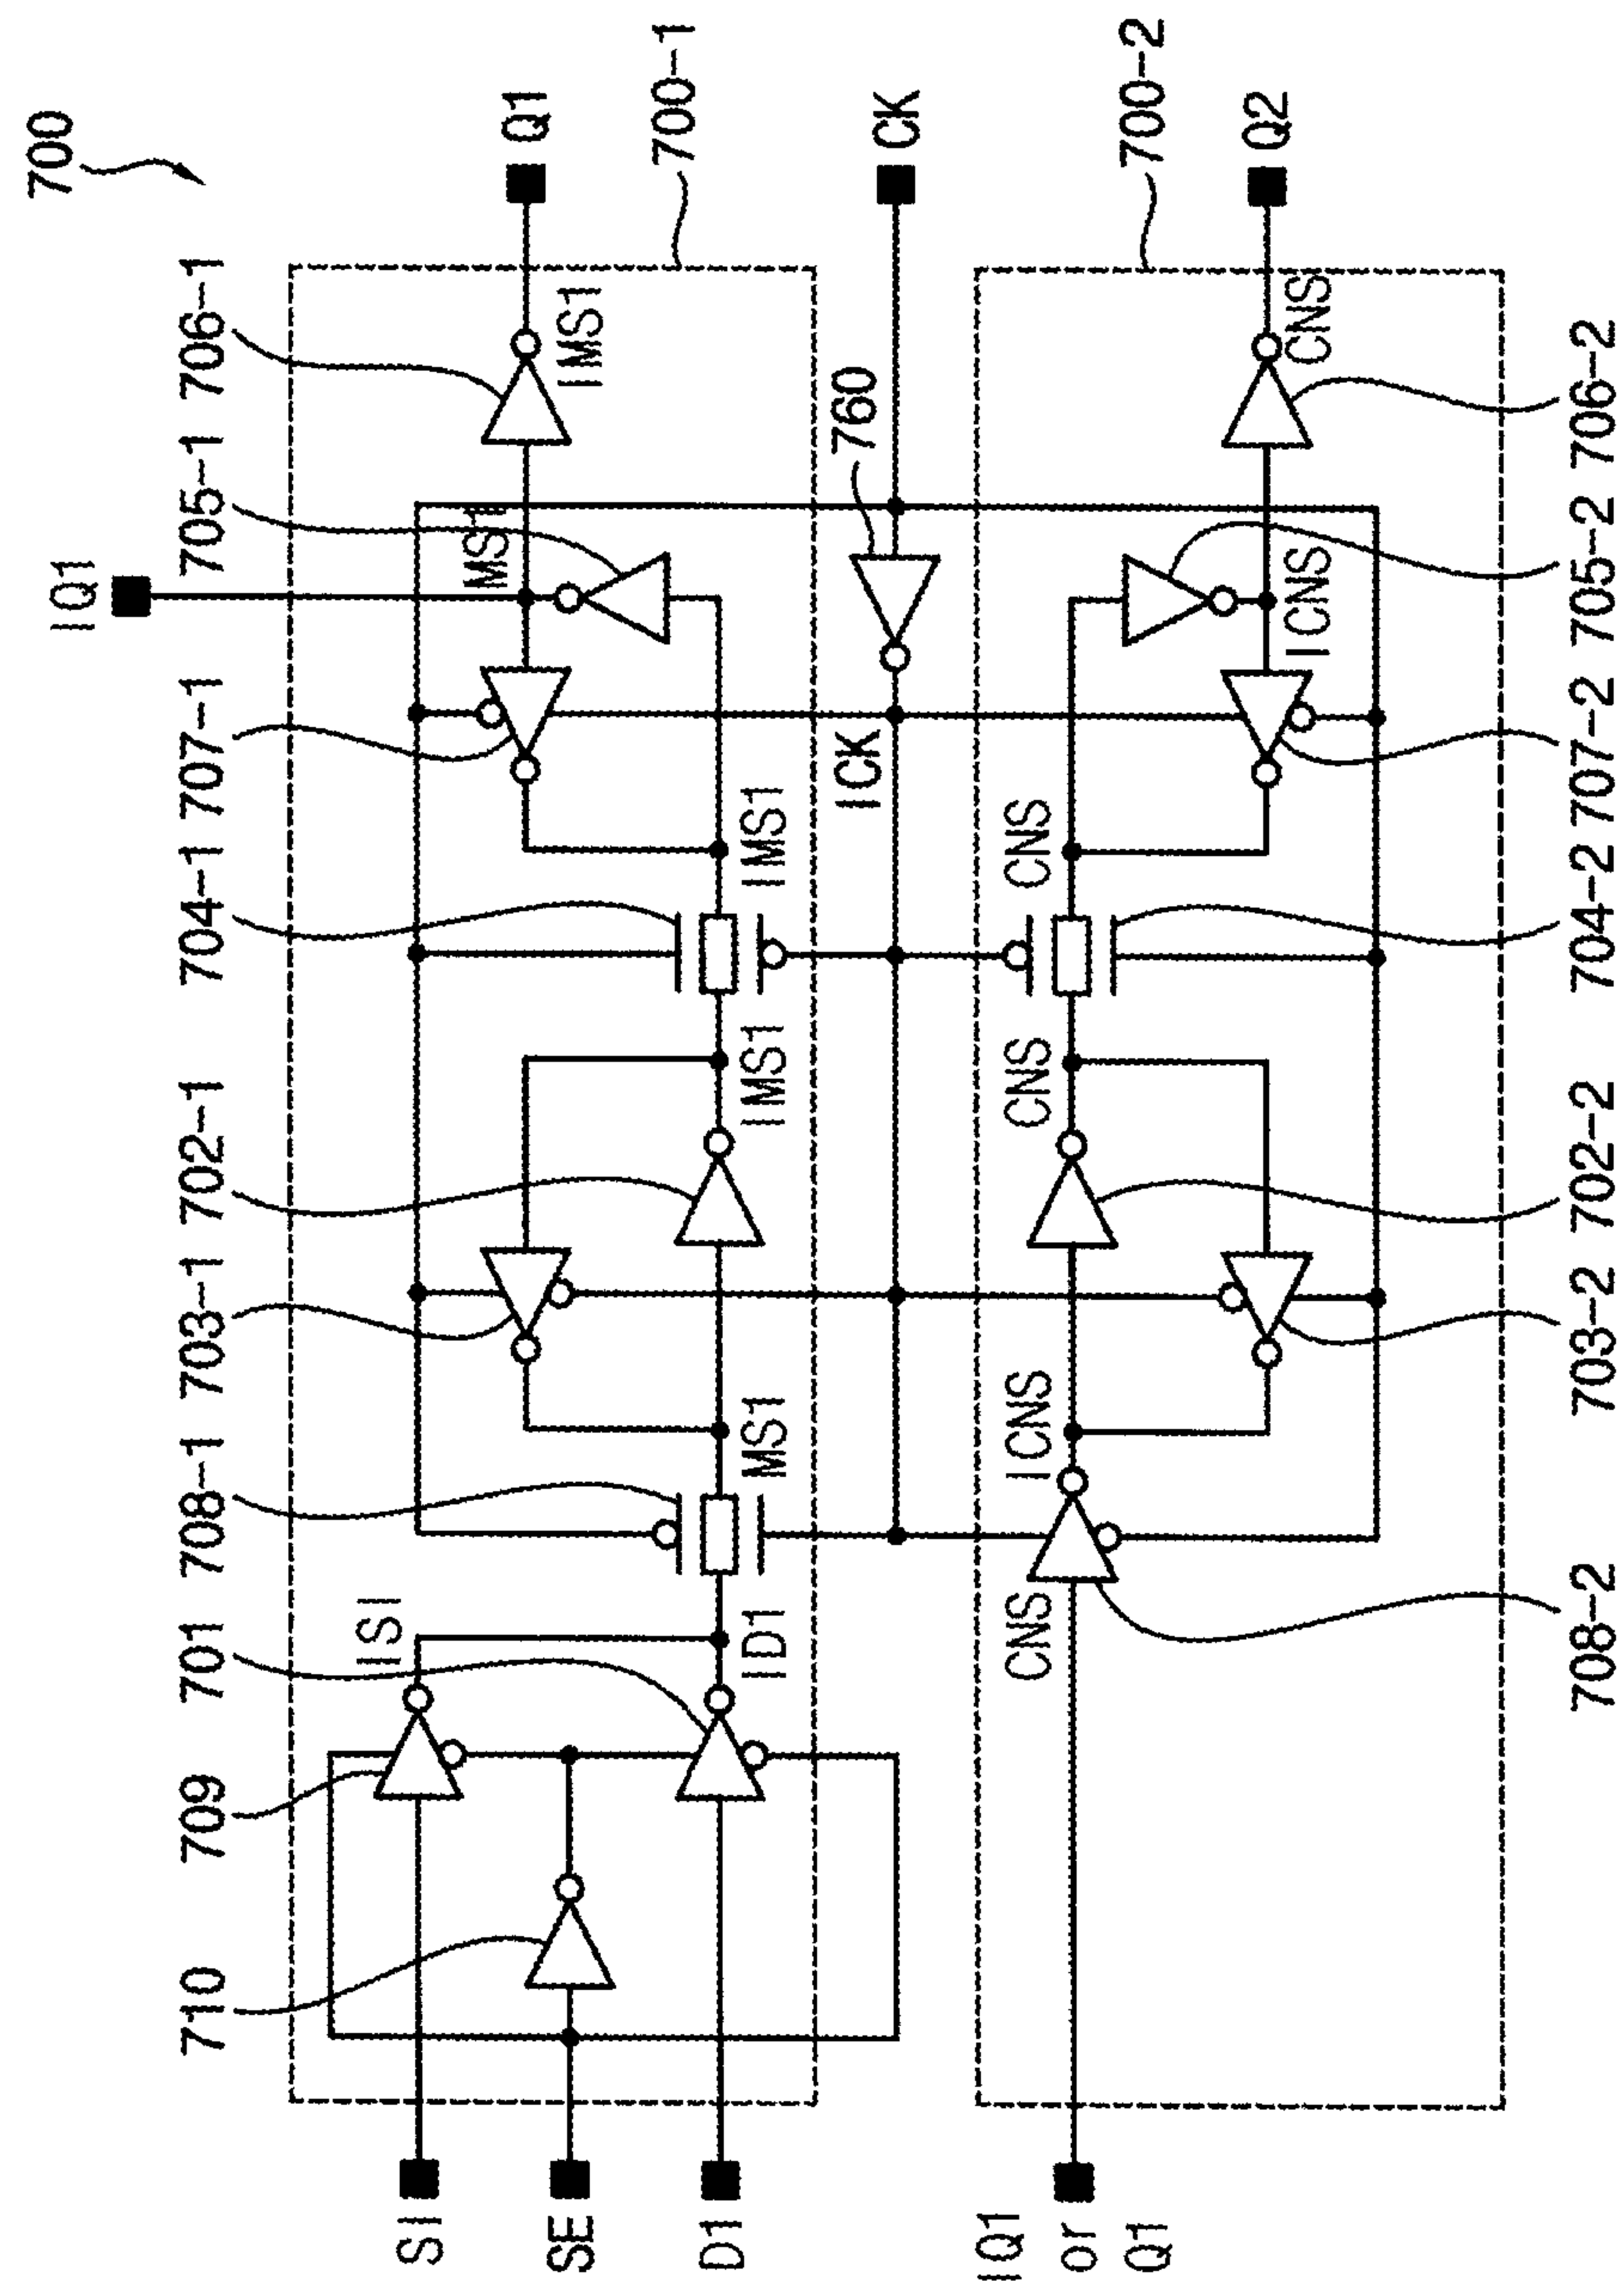 700
IQ1
710
709
701
708-1
703-1
702-1
704-1
707-1
705-1
706-1
SI
SE
D1
ISI
ID1
MS1
IMS1
IMS1
MS1
IMS1
Q1
700-1
ICK
760
CK
IQ1
or
Q1
CNS
ICNS
CNS
CNS
ICNS
CNS
Q2
700-2
708-2
703-2
702-2
704-2
707-2
705-2
706-2